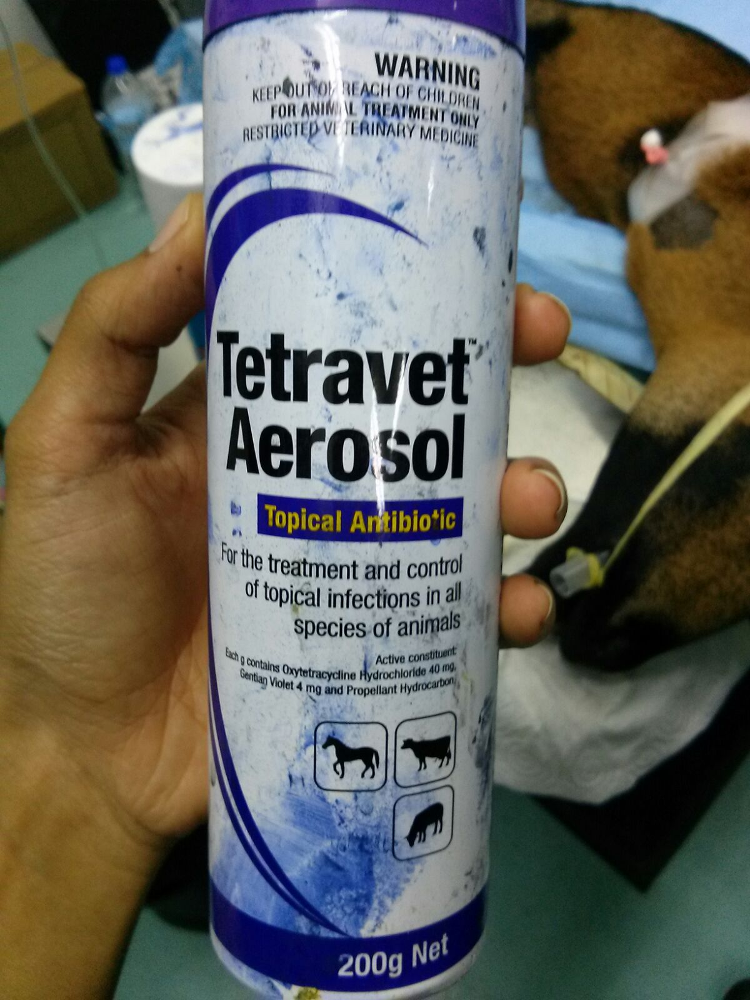 WARNING
KEEP OUT OF REACH OF CHILDREN
FOR ANIMAL TREATMENT ONLY
RESTRICTED VETERINARY MEDICINE
Tetravet™
Aerosol
Topical Antibiotic
For the treatment and control
of topical infections in all
species of animals
Active constituent:
Each g contains Oxytetracycline Hydrochloride 40 mg,
Gentian Violet 4 mg and Propellant Hydrocarbon.
200g Net